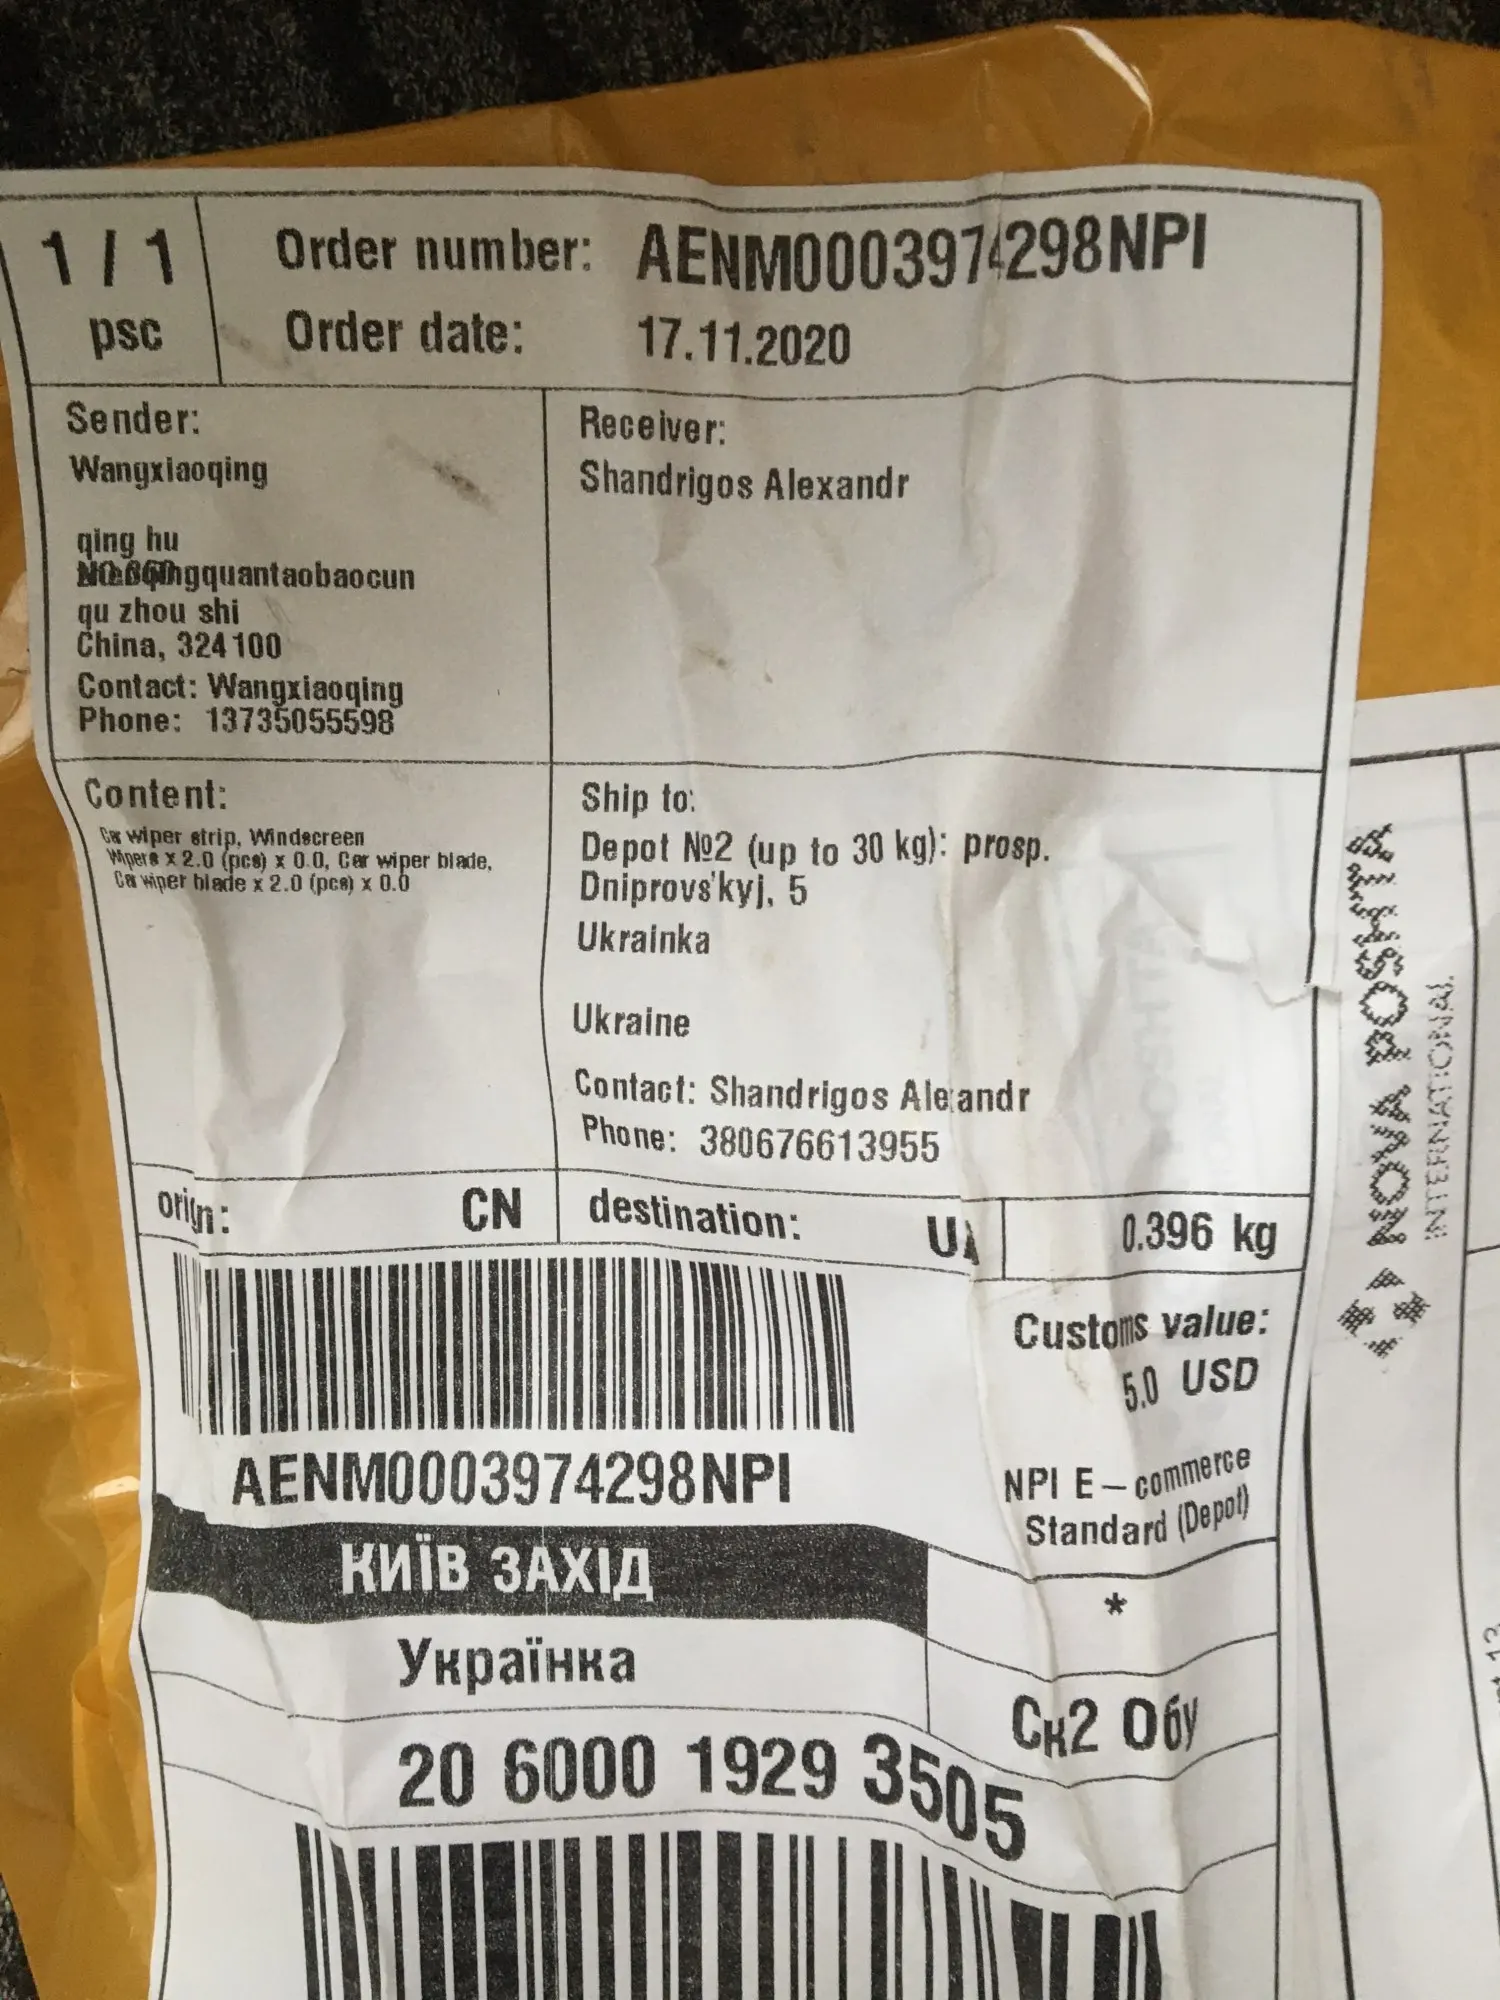 1 / 1
psc
Order number: AENM0003974298NPI
Order date: 17.11.2020
Sender:
Wangxiaoqing
qing hu
qu zhou shi
China, 324100
Contact: Wangxiaoqing
Phone: 13735055598
Receiver:
Shandrigos Alexandr
Content:
Car wiper strip, Windscreen
Wipers x 2.0 (pcs) x 0.0, Car wiper blade,
Car wiper blade x 2.0 (pcs) x 0.0
Ship to:
Depot №2 (up to 30 kg): prosp.
Dniprovs'kyj, 5
Ukrainka
Ukraine
Contact: Shandrigos Alexandr
Phone: 380676613955
origin: CN
destination: UA
0.396 kg
AENM0003974298NPI
Customs value:
5.0 USD
NPI E-commerce
Standard (Depot)
КИЇВ ЗАХІД
*
Українка
Ск2 Обу
20 6000 1929 3505
NOVA POSHTA
INTERNATIONAL